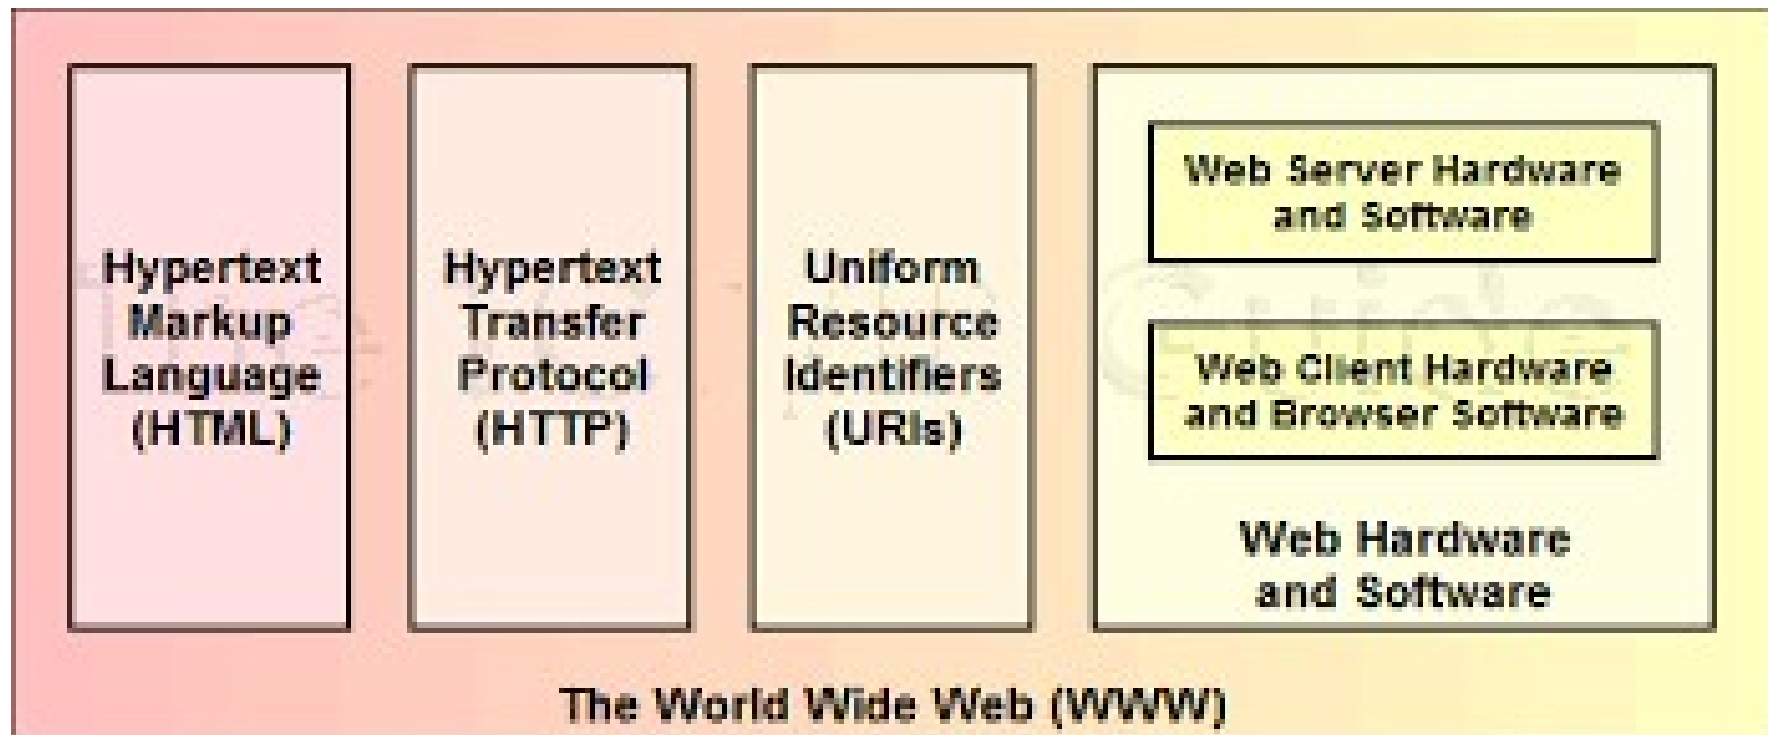 Hypertext
Markup
Language
(HTML)
Hypertext
Transfer
Protocol
(HTTP)
Uniform
Resource
Identifiers
(URIs)
Web Server Hardware
and Software
Web Client Hardware
and Browser Software
Web Hardware
and Software
The World Wide Web (WWW)